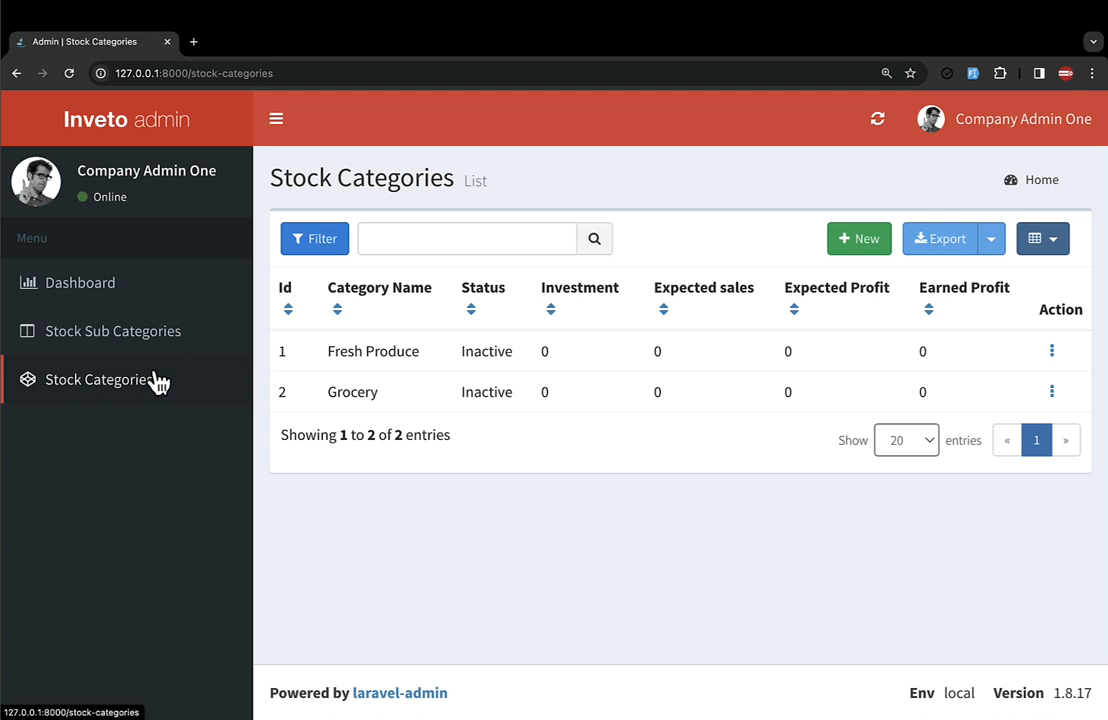 Admin | Stock Categories
127.0.0.1:8000/stock-categories
Inveto admin
Company Admin One
Company Admin One
Online
Menu
Dashboard
Stock Sub Categories
Stock Categories
Stock Categories List
Home
Filter
New
Export
Id Category Name Status Investment Expected sales Expected Profit Earned Profit Action
1 Fresh Produce Inactive 0 0 0 0
2 Grocery Inactive 0 0 0 0
Showing 1 to 2 of 2 entries
Show 20 entries « 1 »
Powered by laravel-admin
Env local Version 1.8.17
127.0.0.1:8000/stock-categories